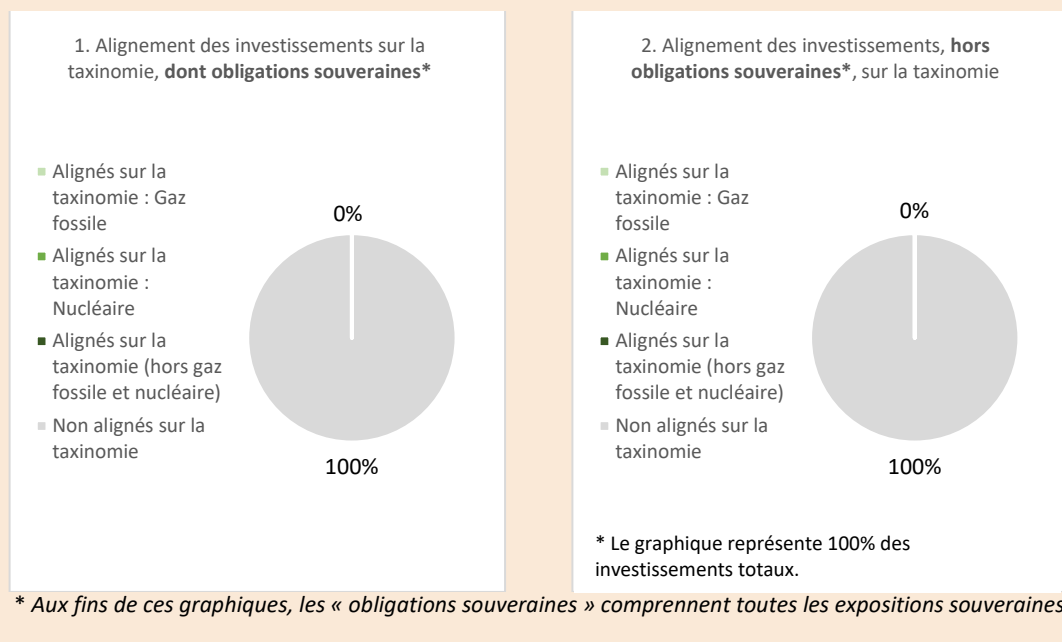 1. Alignement des investissements sur la
taxinomie, dont obligations souveraines*
Alignés sur la
taxinomie : Gaz
fossile
Alignés sur la
taxinomie :
Nucléaire
Alignés sur la
taxinomie (hors gaz
fossile et nucléaire)
Non alignés sur la
taxinomie
0%
100%
2. Alignement des investissements, hors
obligations souveraines*, sur la taxinomie
Alignés sur la
taxinomie : Gaz
fossile
Alignés sur la
taxinomie :
Nucléaire
Alignés sur la
taxinomie (hors gaz
fossile et nucléaire)
Non alignés sur la
taxinomie
0%
100%
* Le graphique représente 100% des
investissements totaux.
* Aux fins de ces graphiques, les « obligations souveraines » comprennent toutes les expositions souveraines